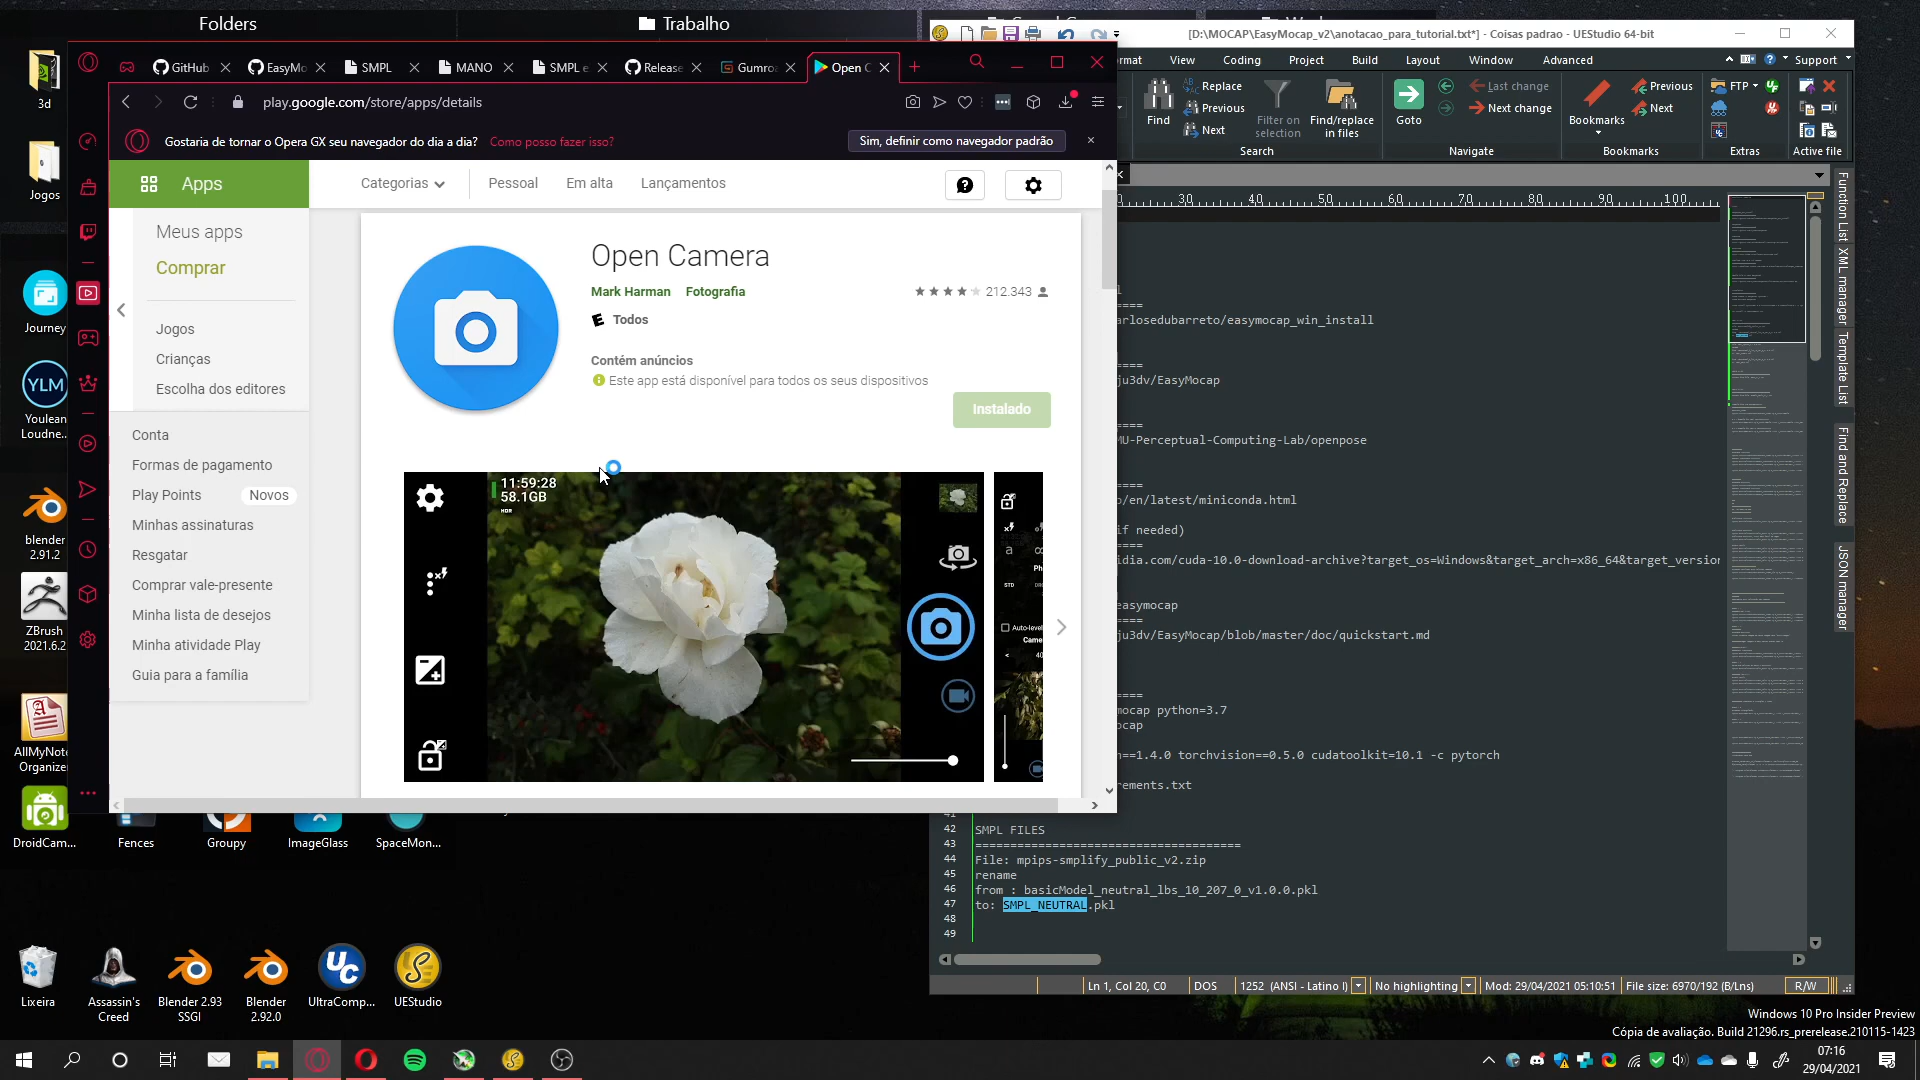 Folders
Trabalho
[D:\MOCAP\EasyMocap_v2\anotacao_para_tutorial.txt*] - Coisas padrao - UEStudio 64-bit
GitHub
EasyMo
SMPL
MANO
SMPL e
Release
Gumro
Open C
View
Coding
Project
Build
Layout
Window
Advanced
Support
play.google.com/store/apps/details
Gostaria de tornar o Opera GX seu navegador do dia a dia?
Como posso fazer isso?
Sim, definir como navegador padrão
Find
Replace
Previous
Next
Filter on selection
Find/replace in files
Search
Goto
Last change
Next change
Navigate
Bookmarks
Previous
Next
Bookmarks
FTP
Extras
Active file
Apps
Categorias
Pessoal
Em alta
Lançamentos
Meus apps
Comprar
Jogos
Crianças
Escolha dos editores
Conta
Formas de pagamento
Play Points
Novos
Minhas assinaturas
Resgatar
Comprar vale-presente
Minha lista de desejos
Minha atividade Play
Guia para a família
Open Camera
Mark Harman
Fotografia
212.343
E
Todos
Contém anúncios
Este app está disponível para todos os seus dispositivos
Instalado
11:59:28
58.1GB
HDR
Auto-level
30
40
50
60
70
80
90
100
arlosedubarreto/easymocap_win_install
ju3dv/EasyMocap
MU-Perceptual-Computing-Lab/openpose
o/en/latest/miniconda.html
if needed)
idia.com/cuda-10.0-download-archive?target_os=Windows&target_arch=x86_64&target_version
easymocap
ju3dv/EasyMocap/blob/master/doc/quickstart.md
mocap python=3.7
ocap
==1.4.0 torchvision==0.5.0 cudatoolkit=10.1 -c pytorch
rements.txt
42 SMPL FILES
43 ======================================
44 File: mpips-smplify_public_v2.zip
45 rename
46 from : basicModel_neutral_lbs_10_207_0_v1.0.0.pkl
47 to: SMPL_NEUTRAL.pkl
48
49
Function List
XML manager
Template List
Find and Replace
JSON manager
Ln 1, Col 20, C0
DOS
1252 (ANSI - Latino I)
No highlighting
Mod: 29/04/2021 05:10:51
File size: 6970/192 (B/Lns)
R/W
3d
Jogos
Journey
YLM
Youlean
Loudne...
blender
2.91.2
ZBrush
2021.6.2
AllMyNote
Organize
DroidCam...
Fences
Groupy
ImageGlass
SpaceMon...
Lixeira
Assassin's
Creed
Blender 2.93
SSGI
Blender
2.92.0
UltraComp...
UEStudio
Windows 10 Pro Insider Preview
Cópia de avaliação. Build 21296.rs_prerelease.210115-1423
07:16
29/04/2021